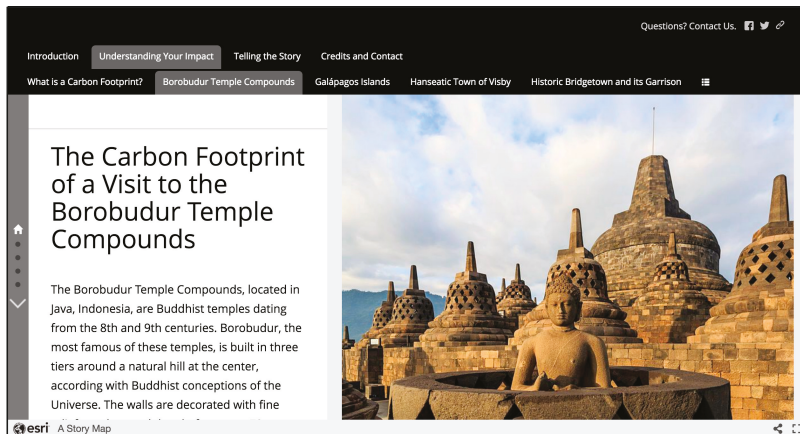 Questions? Contact Us.
Introduction Understanding Your Impact Telling the Story Credits and Contact
What is a Carbon Footprint? Borobudur Temple Compounds Galápagos Islands Hanseatic Town of Visby Historic Bridgetown and its Garrison
The Carbon Footprint
of a Visit to the
Borobudur Temple
Compounds
The Borobudur Temple Compounds, located in
Java, Indonesia, are Buddhist temples dating
from the 8th and 9th centuries. Borobudur, the
most famous of these temples, is built in three
tiers around a natural hill at the center,
according with Buddhist conceptions of the
Universe. The walls are decorated with fine
esri A Story Map